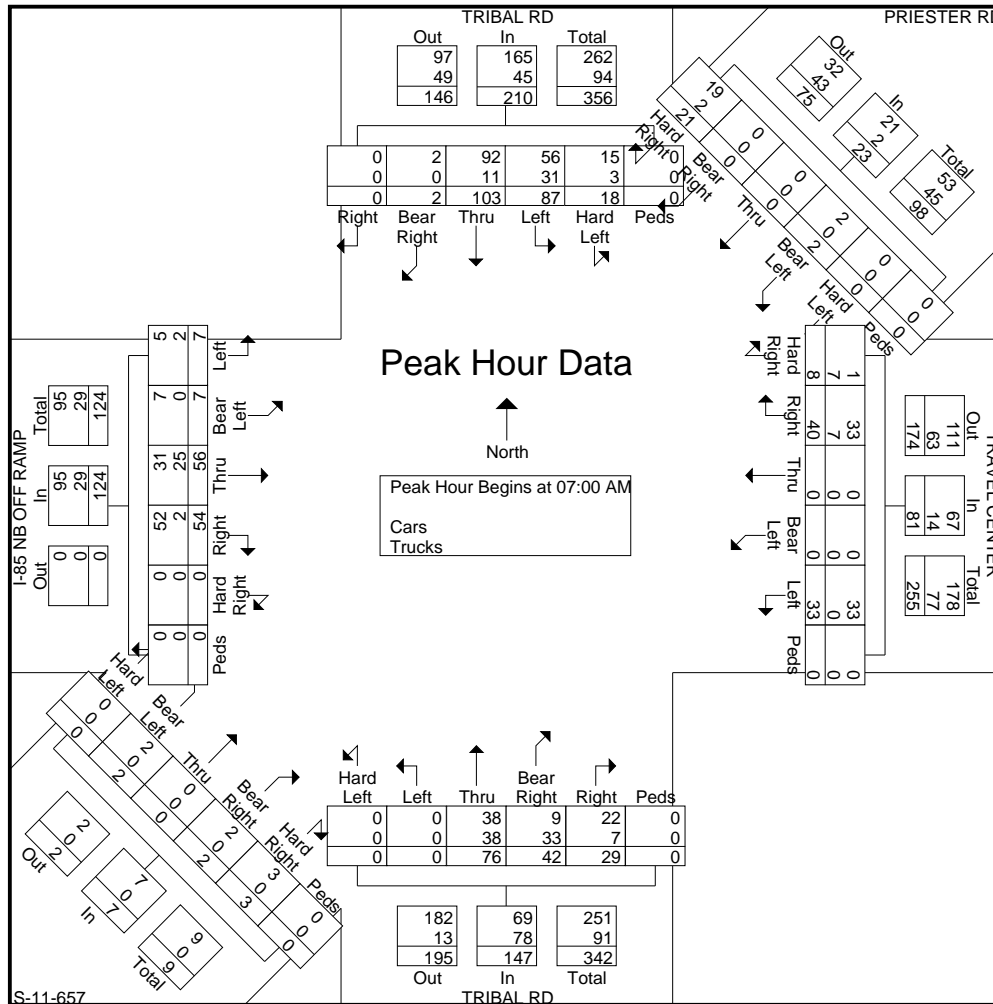 TRIBAL RD
Out In Total
97 165 262
49 45 94
146 210 356
0 2 92 56 15 0
0 0 11 31 3 0
0 2 103 87 18 0
Right Bear Right Thru Left Hard Left Peds
PRIESTER RD
Out
32
43
75
In
21
2
23
Total
53
45
98
19 0 0 2 0 0
2 0 0 0 0 0
21 0 0 2 0 0
Hard Right Bear Right Thru Bear Left Hard Left Peds
Peak Hour Data
North
Peak Hour Begins at 07:00 AM
Cars
Trucks
I-85 NB OFF RAMP
Total In Out
95 95 0
29 29 0
124 124 0
5 2 7
7 0 7
31 25 56
52 2 54
0 0 0
0 0 0
Left
Bear Left
Thru
Right
Hard Right
Peds
TRAVEL CENTER
Out In Total
111 67 178
63 14 77
174 81 255
Hard Right
Right
Thru
Bear Left
Left
Peds
8 7 1
40 7 33
0 0 0
0 0 0
33 0 33
0 0 0
Hard Left Bear Left Thru Bear Right Hard Right Peds
0 2 0 2 3 0
0 0 0 0 0 0
0 2 0 2 3 0
2
0
2
Out
7
0
7
In
9
0
9
Total
Hard Left Left Thru Bear Right Right Peds
0 0 38 9 22 0
0 0 38 33 7 0
0 0 76 42 29 0
182 69 251
13 78 91
195 147 342
Out In Total
TRIBAL RD
S-11-657